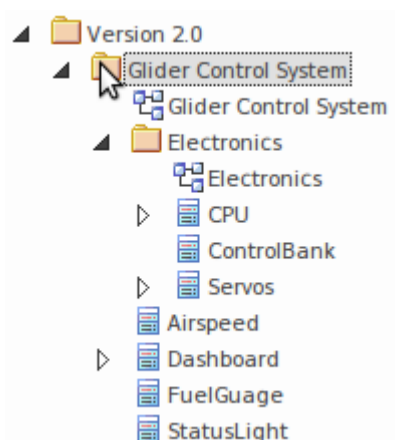 Version 2.0
Glider Control System
Glider Control System
Electronics
Electronics
CPU
ControlBank
Servos
Airspeed
Dashboard
FuelGuage
StatusLight